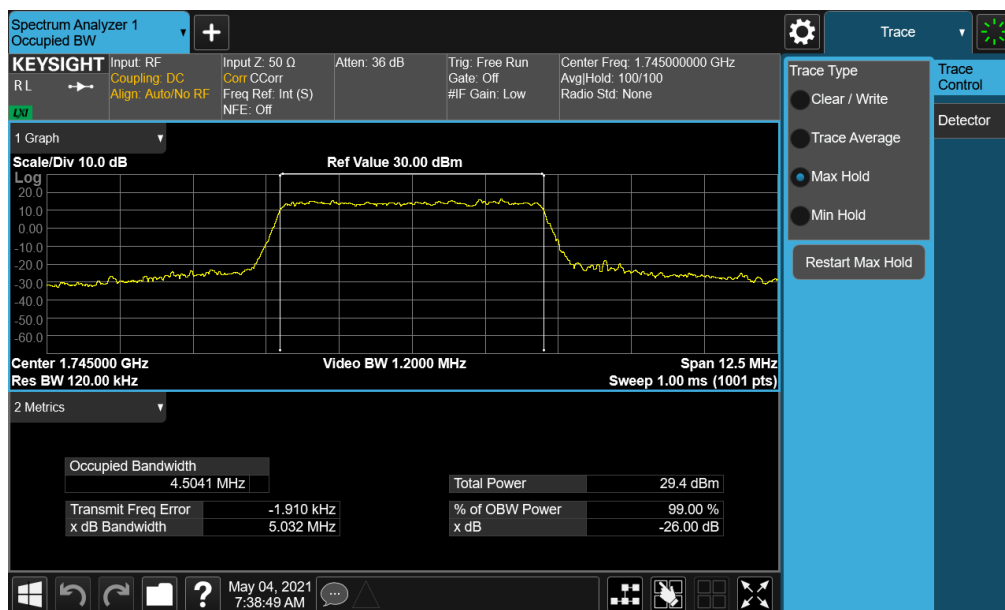 Spectrum Analyzer 1
Occupied BW
Trace
KEYSIGHT
R L
LXI
Input: RF
Coupling: DC
Align: Auto/No RF
Input Z: 50 Ω
Corr CCorr
Freq Ref: Int (S)
NFE: Off
Atten: 36 dB
Trig: Free Run
Gate: Off
#IF Gain: Low
Center Freq: 1.745000000 GHz
Avg|Hold: 100/100
Radio Std: None
Trace Type
Clear / Write
Trace Average
Max Hold
Min Hold
Restart Max Hold
Trace
Control
Detector
1 Graph
Scale/Div 10.0 dB
Ref Value 30.00 dBm
Log
20.0
10.0
0.00
-10.0
-20.0
-30.0
-40.0
-50.0
-60.0
Center 1.745000 GHz
Video BW 1.2000 MHz
Span 12.5 MHz
Res BW 120.00 kHz
Sweep 1.00 ms (1001 pts)
2 Metrics
Occupied Bandwidth
4.5041 MHz
Total Power 29.4 dBm
Transmit Freq Error -1.910 kHz
% of OBW Power 99.00 %
x dB Bandwidth 5.032 MHz
x dB -26.00 dB
?
May 04, 2021
7:38:49 AM